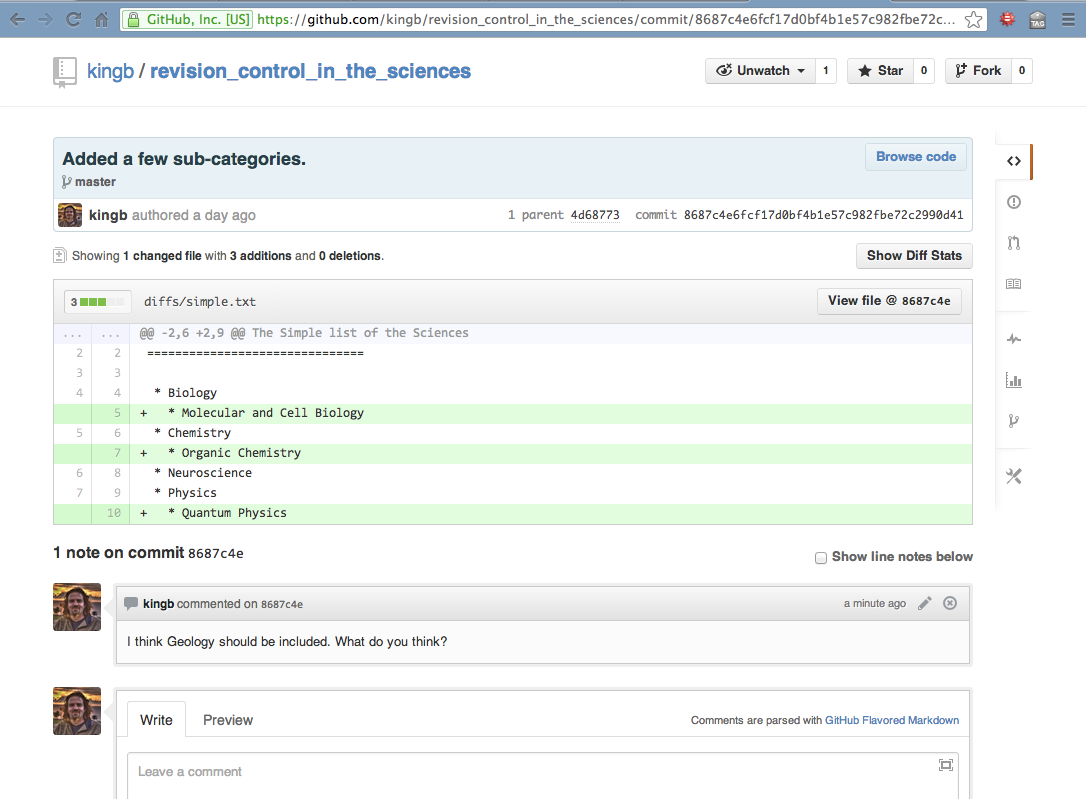 GitHub, Inc. [US] https://github.com/kingb/revision_control_in_the_sciences/commit/8687c4e6fcf17d0bf4b1e57c982fbe72c...
TAG
kingb / revision_control_in_the_sciences
Unwatch 1 Star 0 Fork 0
Added a few sub-categories.
Browse code
master
kingb authored a day ago 1 parent 4d68773 commit 8687c4e6fcf17d0bf4b1e57c982fbe72c2990d41
Showing 1 changed file with 3 additions and 0 deletions.
Show Diff Stats
3 diffs/simple.txt View file @ 8687c4e
... ... @@ -2,6 +2,9 @@ The Simple list of the Sciences
2 2 ===============================
3 3
4 4 * Biology
5 + * Molecular and Cell Biology
5 6 * Chemistry
7 + * Organic Chemistry
6 8 * Neuroscience
7 9 * Physics
10 + * Quantum Physics
1 note on commit 8687c4e
Show line notes below
kingb commented on 8687c4e a minute ago
I think Geology should be included. What do you think?
Write Preview Comments are parsed with GitHub Flavored Markdown
Leave a comment